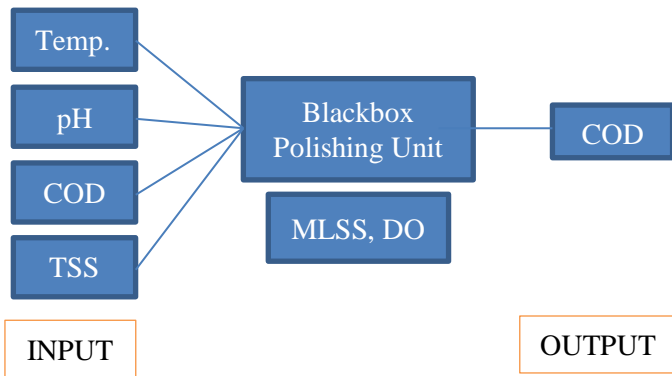 Temp.
pH
COD
TSS
Blackbox
Polishing Unit
MLSS, DO
COD
INPUT
OUTPUT